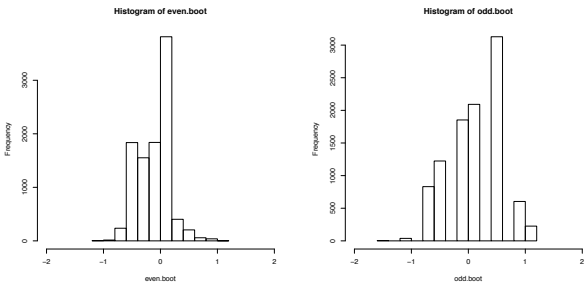 Histogram of even.boot
Frequency
3000
2000
1000
0
−2 −1 0 1 2
even.boot
Histogram of odd.boot
Frequency
3000
2500
2000
1500
1000
500
0
−2 −1 0 1 2
odd.boot